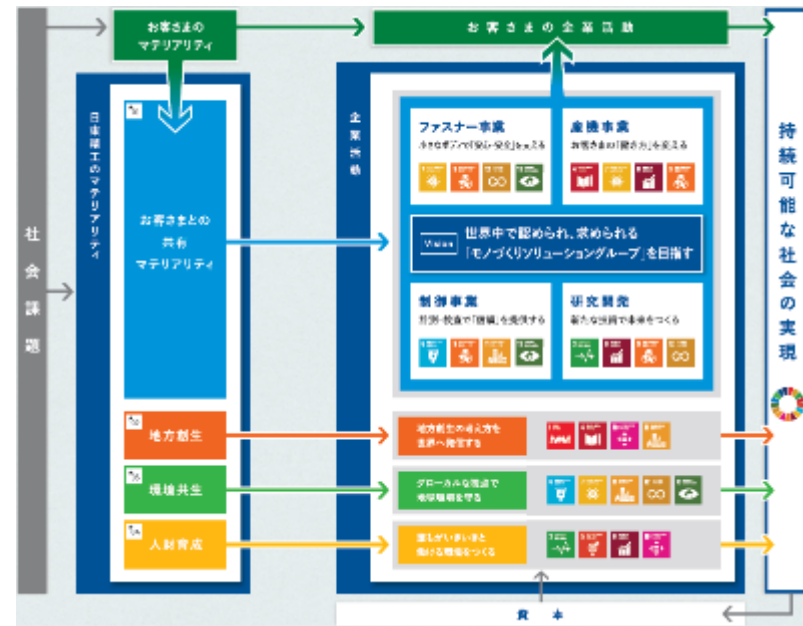 お客さまの
マテリアリティ
お客さまの企業活動
社会課題
日東精工のマテリアリティ
お客さまとの
共有
マテリアリティ
地方創生
環境共生
人財育成
企業活動
ファスナー事業
産機事業
お客さまの「働き方」を変える
Vision
世界中で認められ、求められる
「モノづくりソリューショングループ」を目指す
制御事業
計測・検査で「信頼」を提供する
研究開発
新たな技術で未来をつくる
地方創生の考え方を
世界へ発信する
グローカルな視点で
地球環境を守る
誰もがいきいきと
働ける環境をつくる
資本
持続可能な社会の実現